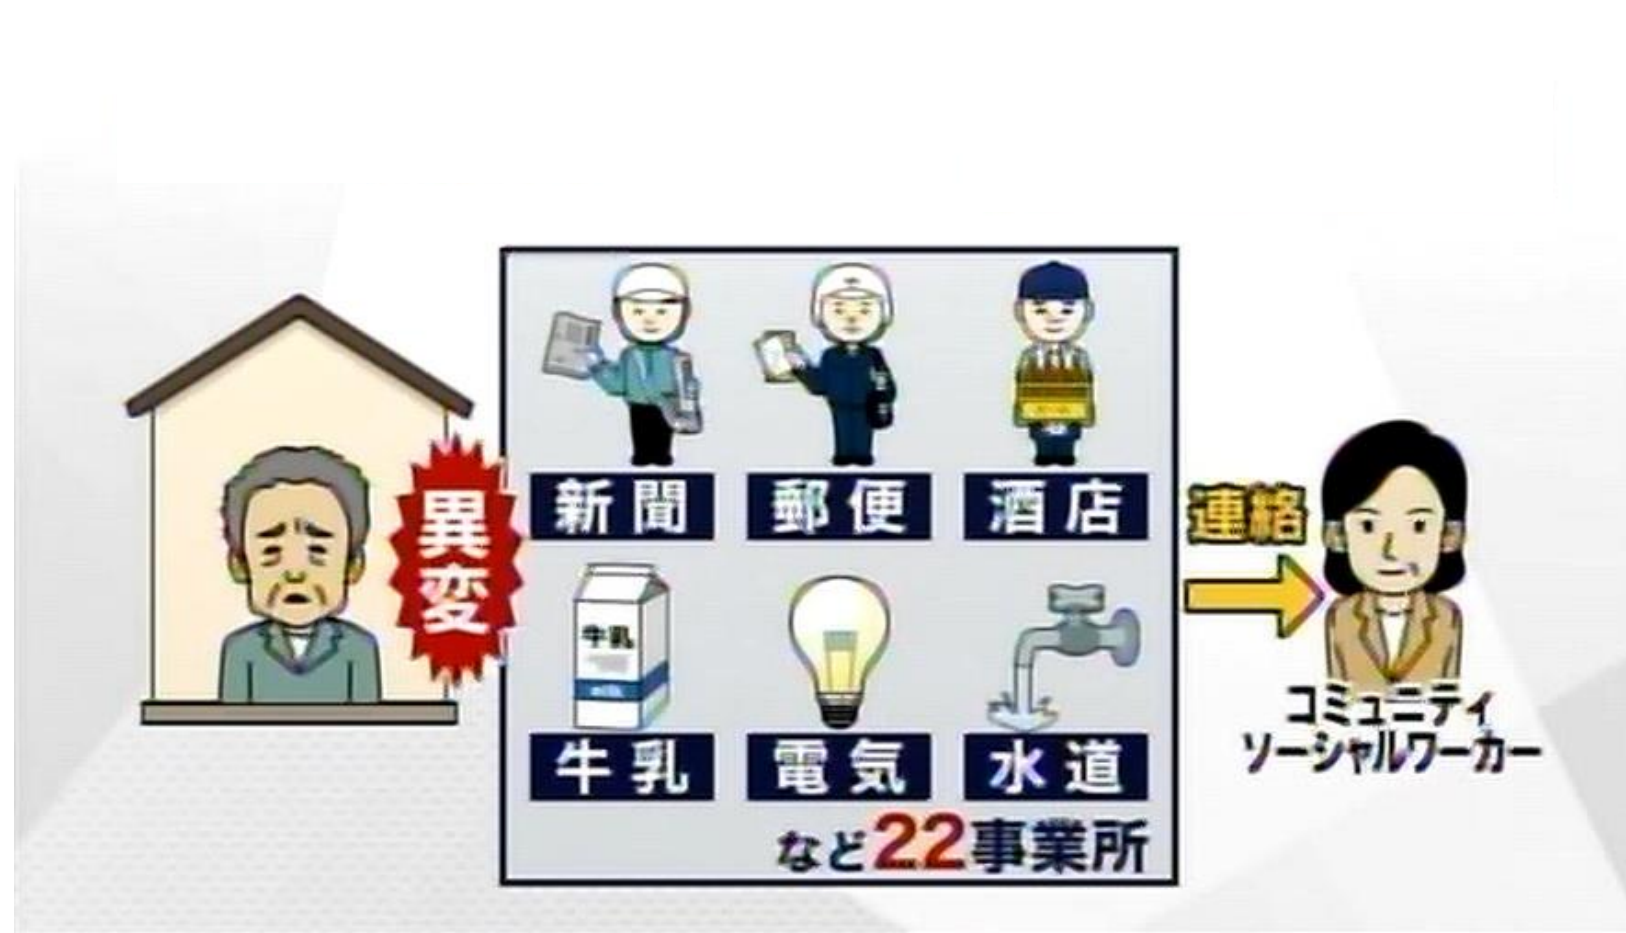 異変
新聞
郵便
酒店
牛乳
牛乳
電気
水道
など22事業所
連絡
コミュニティ
ソーシャルワーカー